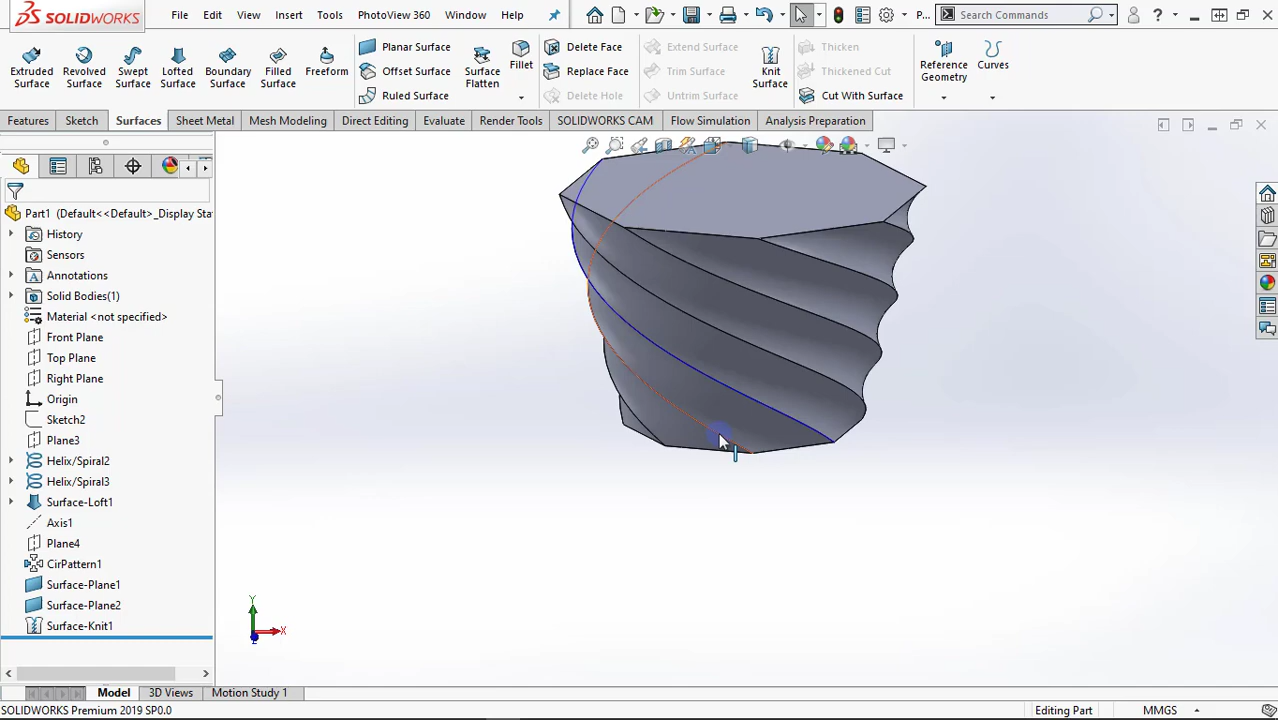 SOLIDWORKS File Edit View Insert Tools PhotoView 360 Window Help P... Search Commands ?
Extruded Surface
Revolved Surface
Swept Surface
Lofted Surface
Boundary Surface
Filled Surface
Freeform
Planar Surface
Offset Surface
Ruled Surface
Surface Flatten
Fillet
Delete Face
Replace Face
Delete Hole
Extend Surface
Trim Surface
Untrim Surface
Knit Surface
Thicken
Thickened Cut
Cut With Surface
Reference Geometry
Curves
Features Sketch Surfaces Sheet Metal Mesh Modeling Direct Editing Evaluate Render Tools SOLIDWORKS CAM Flow Simulation Analysis Preparation
Part1 (Default<<Default>_Display Sta
History
Sensors
Annotations
Solid Bodies(1)
Material <not specified>
Front Plane
Top Plane
Right Plane
Origin
Sketch2
Plane3
Helix/Spiral2
Helix/Spiral3
Surface-Loft1
Axis1
Plane4
CirPattern1
Surface-Plane1
Surface-Plane2
Surface-Knit1
Y
X
Z
Model 3D Views Motion Study 1
SOLIDWORKS Premium 2019 SP0.0 Editing Part MMGS